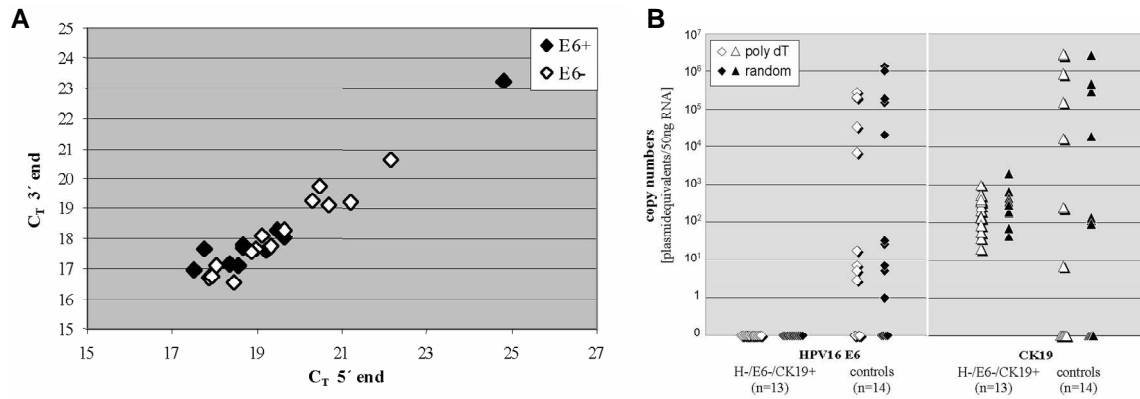 A
25
24
23
22
21
20
19
18
17
16
15
C_T 3´ end
E6+
E6-
15 17 19 21 23 25 27
C_T 5´ end
B
copy numbers
[plasmidequivalents/50ng RNA]
10^7
10^6
10^5
10^4
10^3
10^2
10^1
1
0
poly dT
random
HPV16 E6 CK19
H-/E6-/CK19+ controls H-/E6-/CK19+ controls
(n=13) (n=14) (n=13) (n=14)